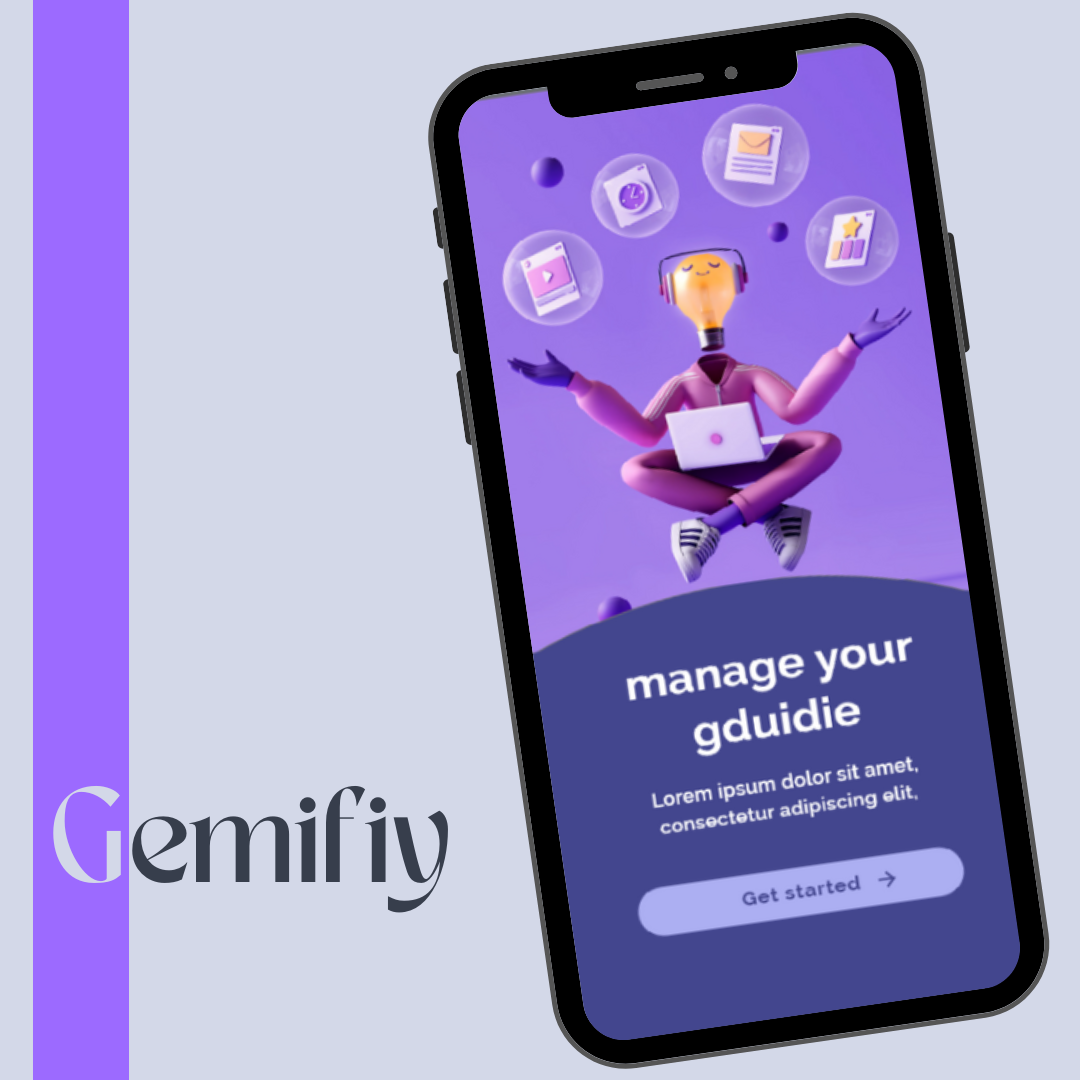 manage your
gduidie
Lorem ipsum dolor sit amet,
consectetur adipiscing elit,
Get started →
Gemifiy